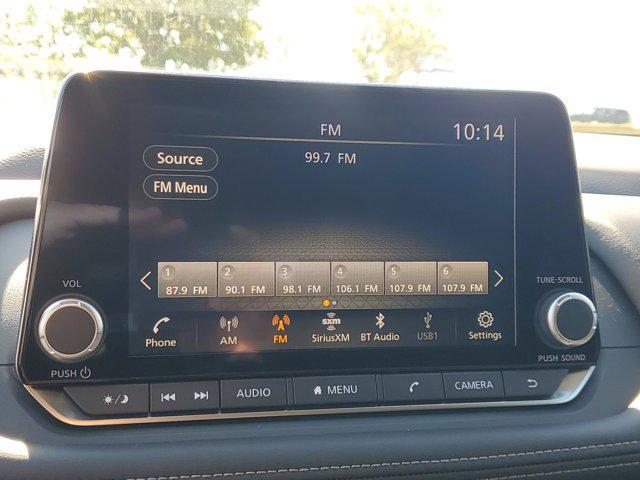 FM
10:14
Source
99.7 FM
FM Menu
1 2 3 4 5 6
87.9 FM 90.1 FM 98.1 FM 106.1 FM 107.9 FM 107.9 FM
VOL
TUNE·SCROLL
sxm
Phone AM FM SiriusXM BT Audio USB1 Settings
PUSH
PUSH SOUND
AUDIO MENU CAMERA